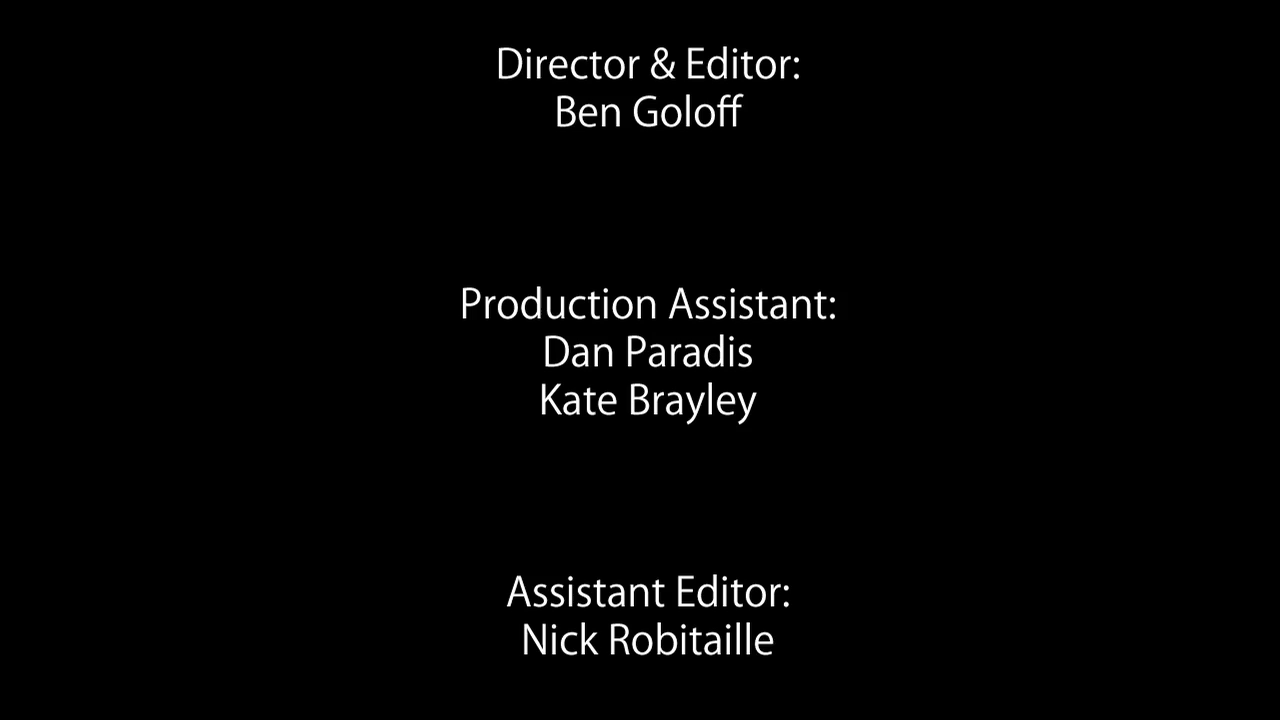 Director & Editor:
Ben Goloff
Production Assistant:
Dan Paradis
Kate Brayley
Assistant Editor:
Nick Robitaille